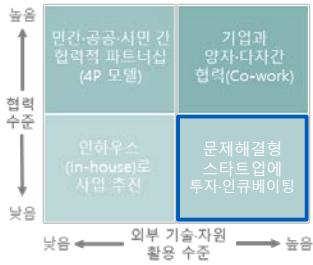 높음
민간·공공·시민 간
협력적 파트너십
(4P 모델)
기업과
양자·다자간
협력(Co-work)
협력
수준
인하우스
(In-house)로
사업 추진
문제해결형
스타트업에
투자·인큐베이팅
낮음
낮음
외부 기술·자원
활용 수준
높음